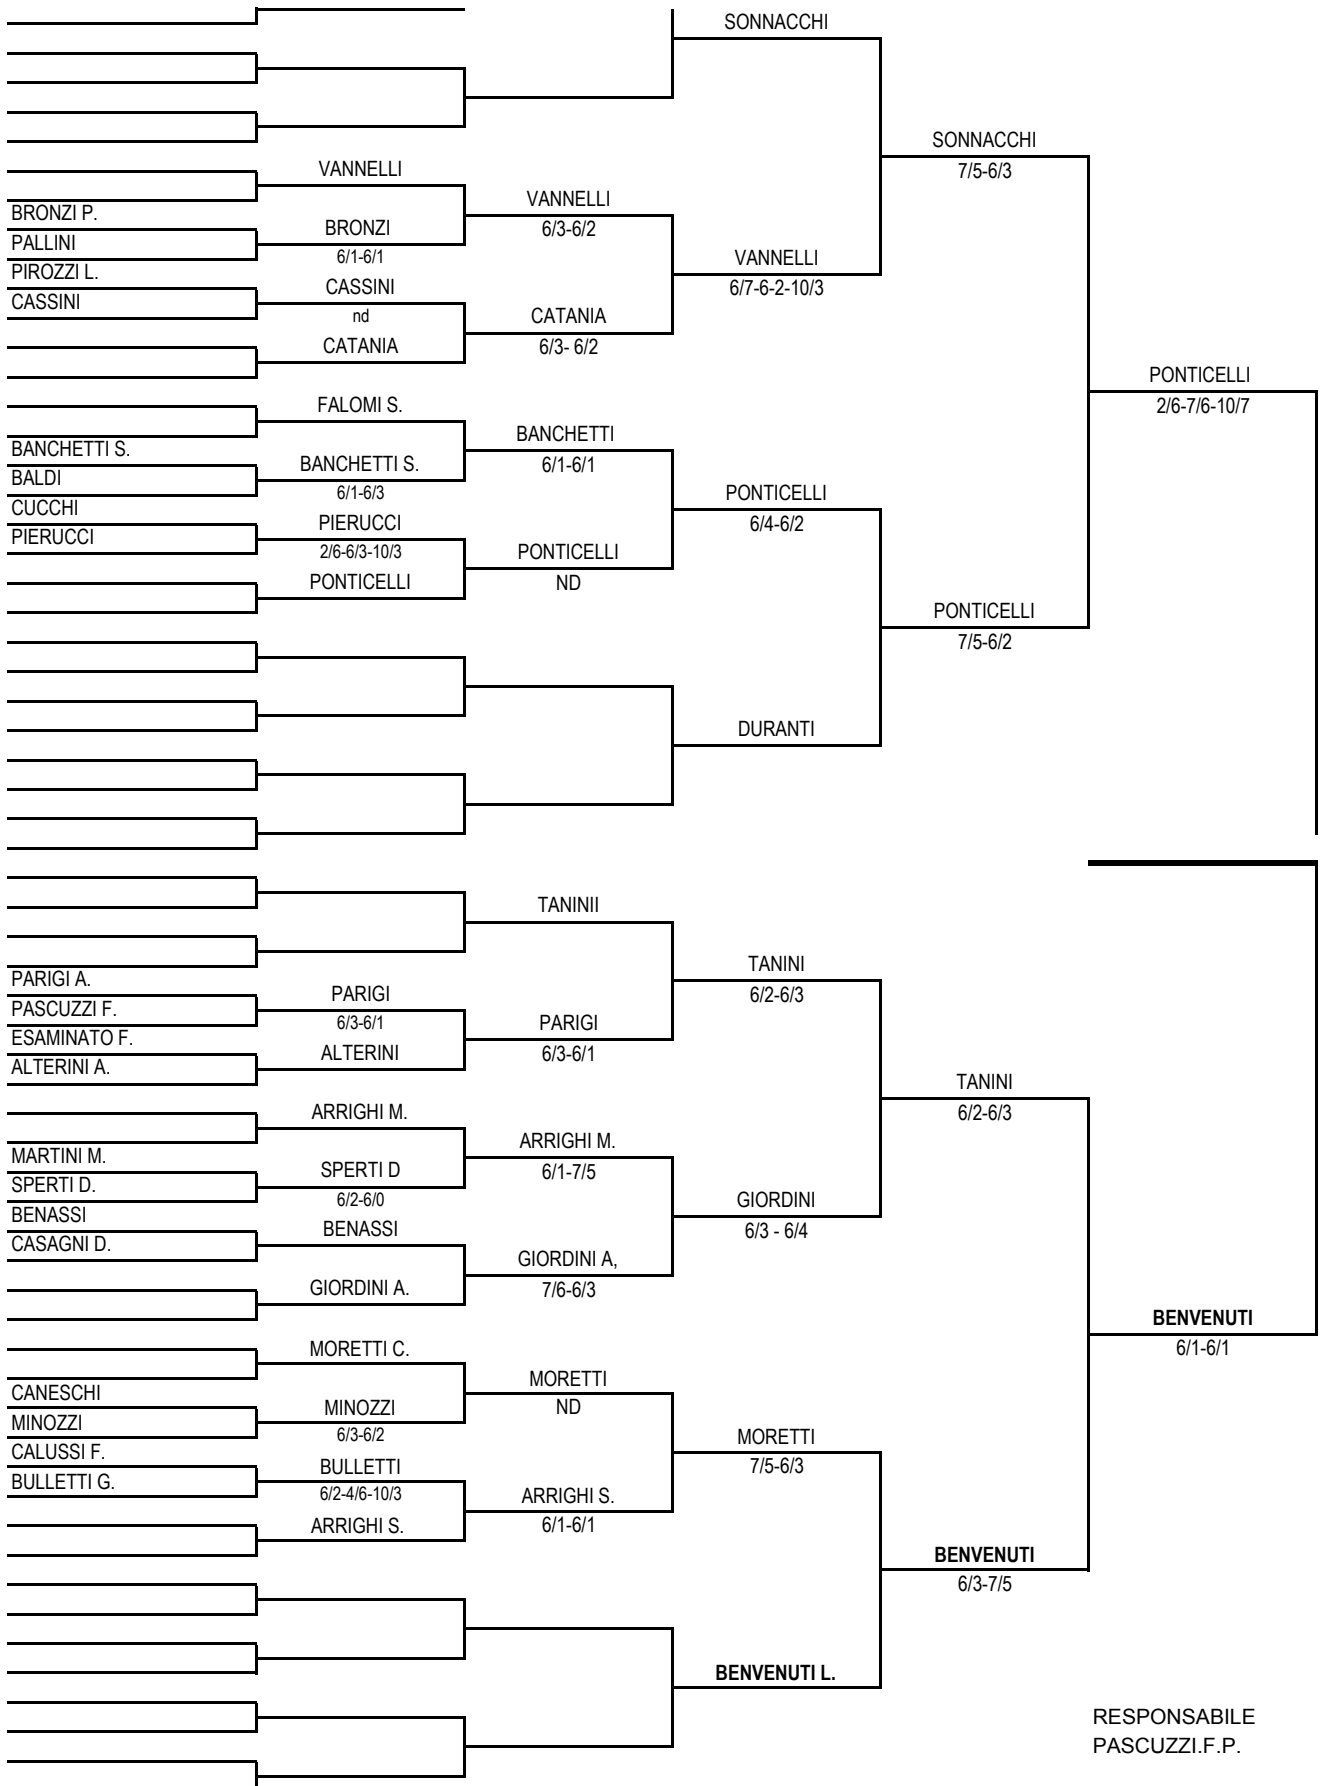 SONNACCHI
SONNACCHI
7/5-6/3
VANNELLI
VANNELLI
6/3-6/2
BRONZI P.
BRONZI
6/1-6/1
PALLINI
VANNELLI
6/7-6-2-10/3
PIROZZI L.
CASSINI
nd
CASSINI
CATANIA
6/3- 6/2
CATANIA
PONTICELLI
2/6-7/6-10/7
FALOMI S.
BANCHETTI
6/1-6/1
BANCHETTI S.
BANCHETTI S.
6/1-6/3
BALDI
PONTICELLI
6/4-6/2
CUCCHI
PIERUCCI
2/6-6/3-10/3
PIERUCCI
PONTICELLI
ND
PONTICELLI
PONTICELLI
7/5-6/2
DURANTI
TANINII
TANINI
6/2-6/3
PARIGI A.
PARIGI
6/3-6/1
PASCUZZI F.
PARIGI
6/3-6/1
ESAMINATO F.
ALTERINI
ALTERINI A.
TANINI
6/2-6/3
ARRIGHI M.
ARRIGHI M.
6/1-7/5
MARTINI M.
SPERTI D
6/2-6/0
SPERTI D.
GIORDINI
6/3 - 6/4
BENASSI
BENASSI
CASAGNI D.
GIORDINI A,
7/6-6/3
GIORDINI A.
BENVENUTI
6/1-6/1
MORETTI C.
MORETTI
ND
CANESCHI
MINOZZI
6/3-6/2
MINOZZI
MORETTI
7/5-6/3
CALUSSI F.
BULLETTI
6/2-4/6-10/3
BULLETTI G.
ARRIGHI S.
6/1-6/1
ARRIGHI S.
BENVENUTI
6/3-7/5
BENVENUTI L.
RESPONSABILE
PASCUZZI.F.P.